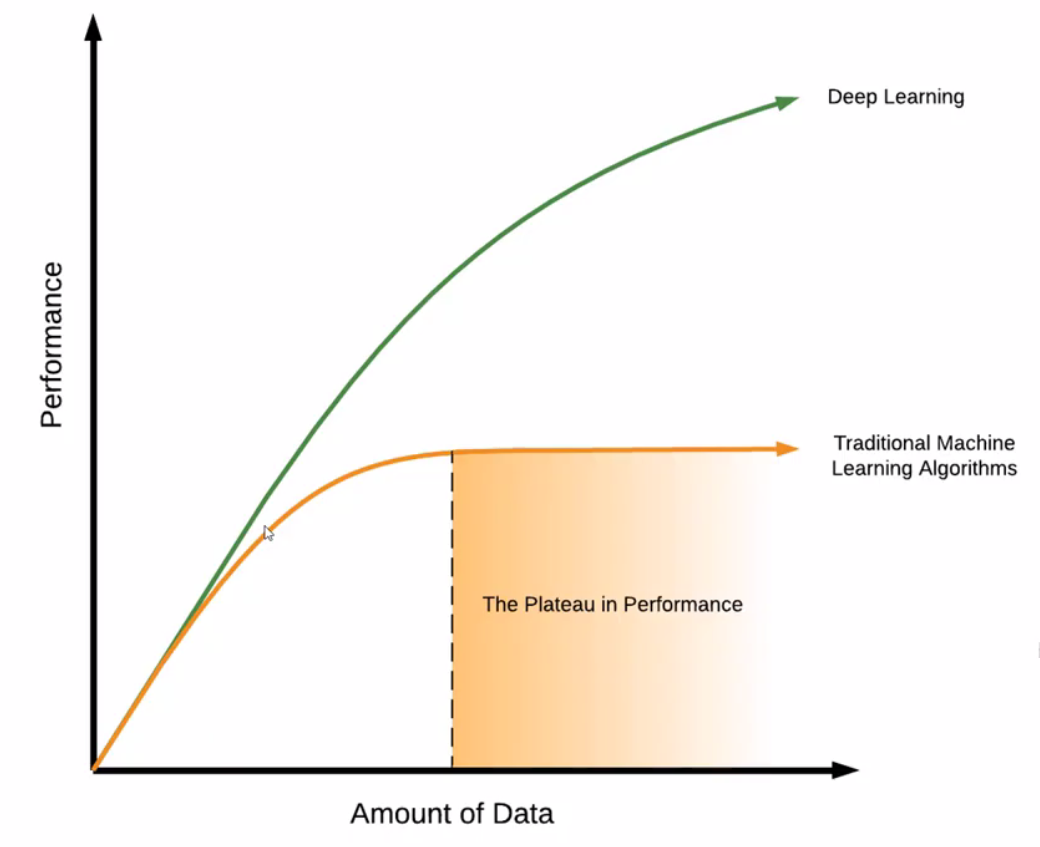 Deep Learning
Performance
Traditional Machine
Learning Algorithms
The Plateau in Performance
Amount of Data